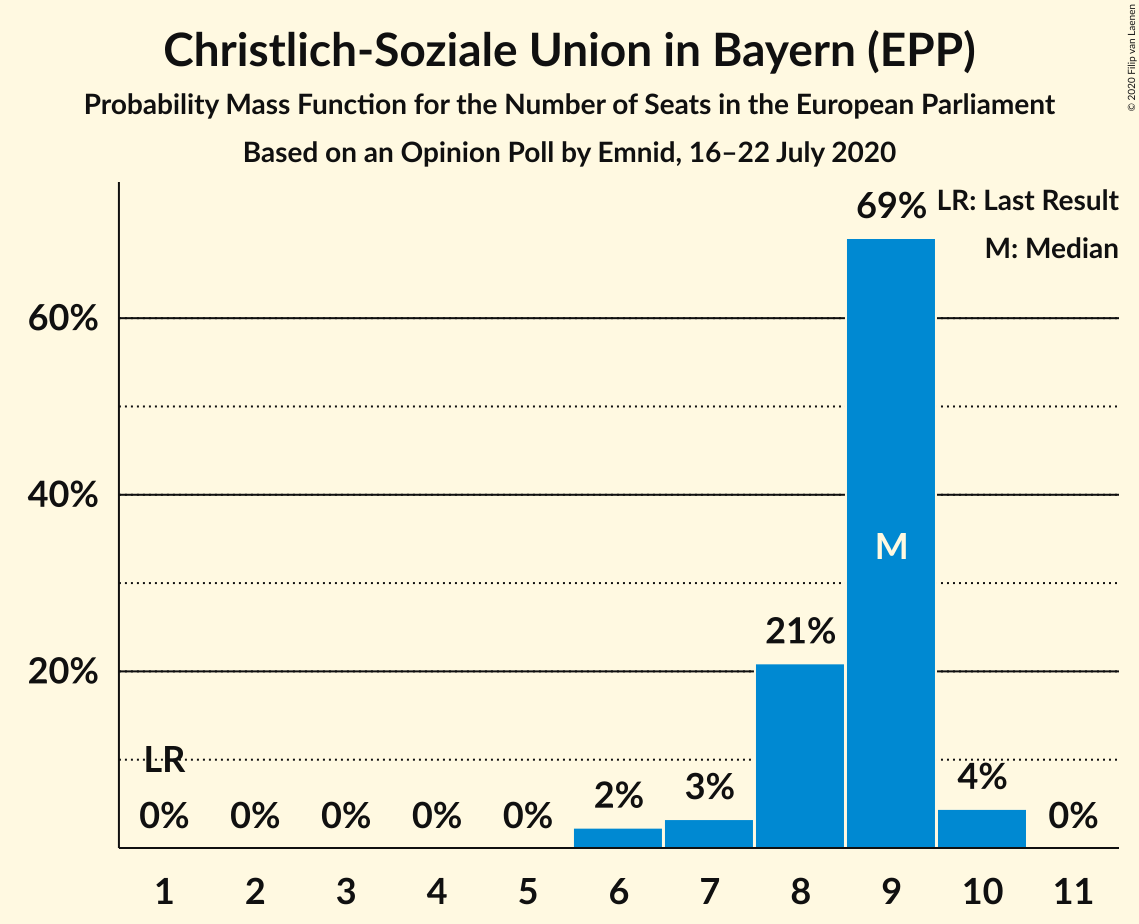 Christlich-Soziale Union in Bayern (EPP)
Probability Mass Function for the Number of Seats in the European Parliament
Based on an Opinion Poll by Emnid, 16–22 July 2020
© 2020 Filip van Laenen
LR: Last Result
M: Median
69%
60%
40%
M
21%
20%
LR
0% 0% 0% 0% 0% 2% 3% 4% 0%
1 2 3 4 5 6 7 8 9 10 11